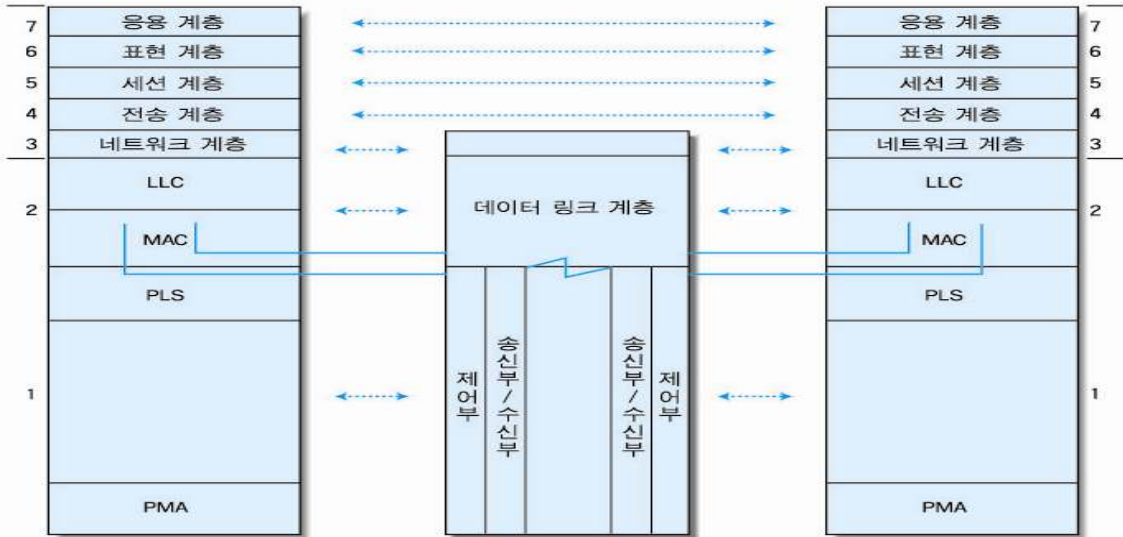 7 응용 계층 응용 계층 7
6 표현 계층 표현 계층 6
5 세션 계층 세션 계층 5
4 전송 계층 전송 계층 4
3 네트워크 계층 네트워크 계층 3
LLC LLC
2 데이터 링크 계층 2
MAC MAC
PLS PLS
1 제어부 송신부/수신부 송신부/수신부 제어부 1
PMA PMA